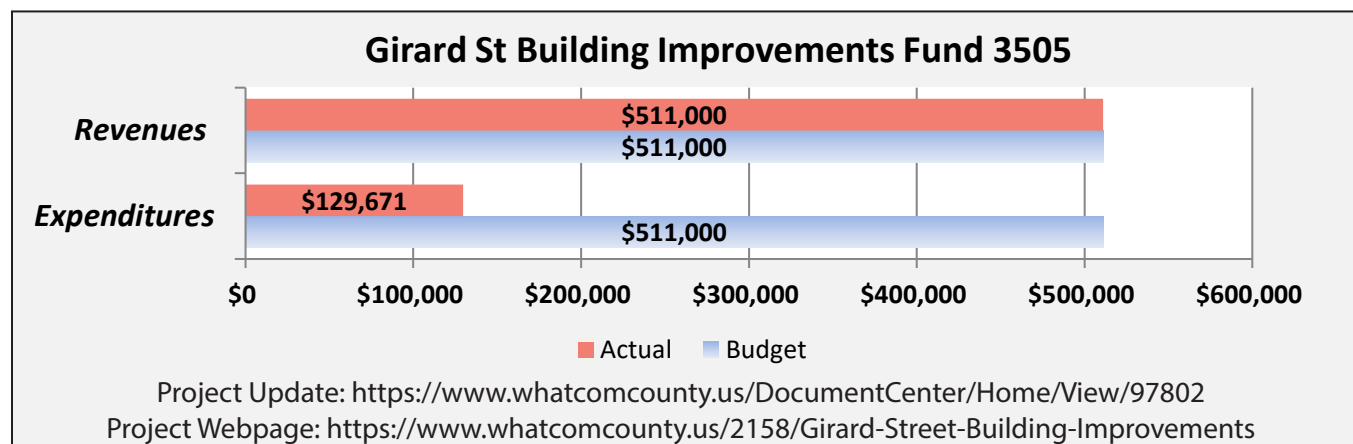 Girard St Building Improvements Fund 3505
Revenues
$511,000
$511,000
Expenditures
$129,671
$511,000
$0 $100,000 $200,000 $300,000 $400,000 $500,000 $600,000
Actual Budget
Project Update: https://www.whatcomcounty.us/DocumentCenter/Home/View/97802
Project Webpage: https://www.whatcomcounty.us/2158/Girard-Street-Building-Improvements